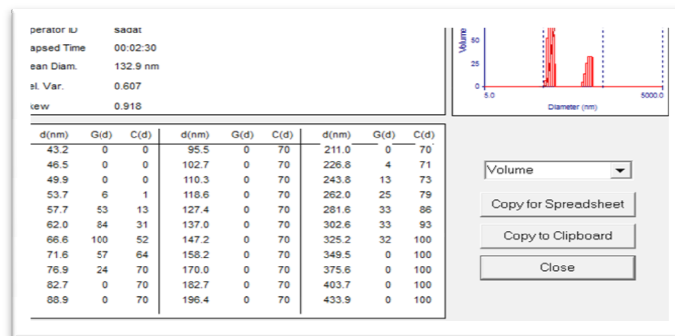 perator ID sadat
apsed Time 00:02:30
ean Diam. 132.9 nm
el. Var. 0.607
kew 0.918
Volume
50
0
5.0 5000.0
Diameter (nm)
d(nm) G(d) C(d) d(nm) G(d) C(d) d(nm) G(d) C(d)
43.2 0 0 95.5 0 70 211.0 0 70
46.5 0 0 102.7 0 70 226.8 4 71
49.9 0 0 110.3 0 70 243.8 13 73
53.7 6 1 118.6 0 70 262.0 25 79
57.7 53 13 127.4 0 70 281.6 33 86
62.0 84 31 137.0 0 70 302.6 33 93
66.6 100 52 147.2 0 70 325.2 32 100
71.6 57 64 158.2 0 70 349.5 0 100
76.9 24 70 170.0 0 70 375.6 0 100
82.7 0 70 182.7 0 70 403.7 0 100
88.9 0 70 196.4 0 70 433.9 0 100
Volume
Copy for Spreadsheet
Copy to Clipboard
Close